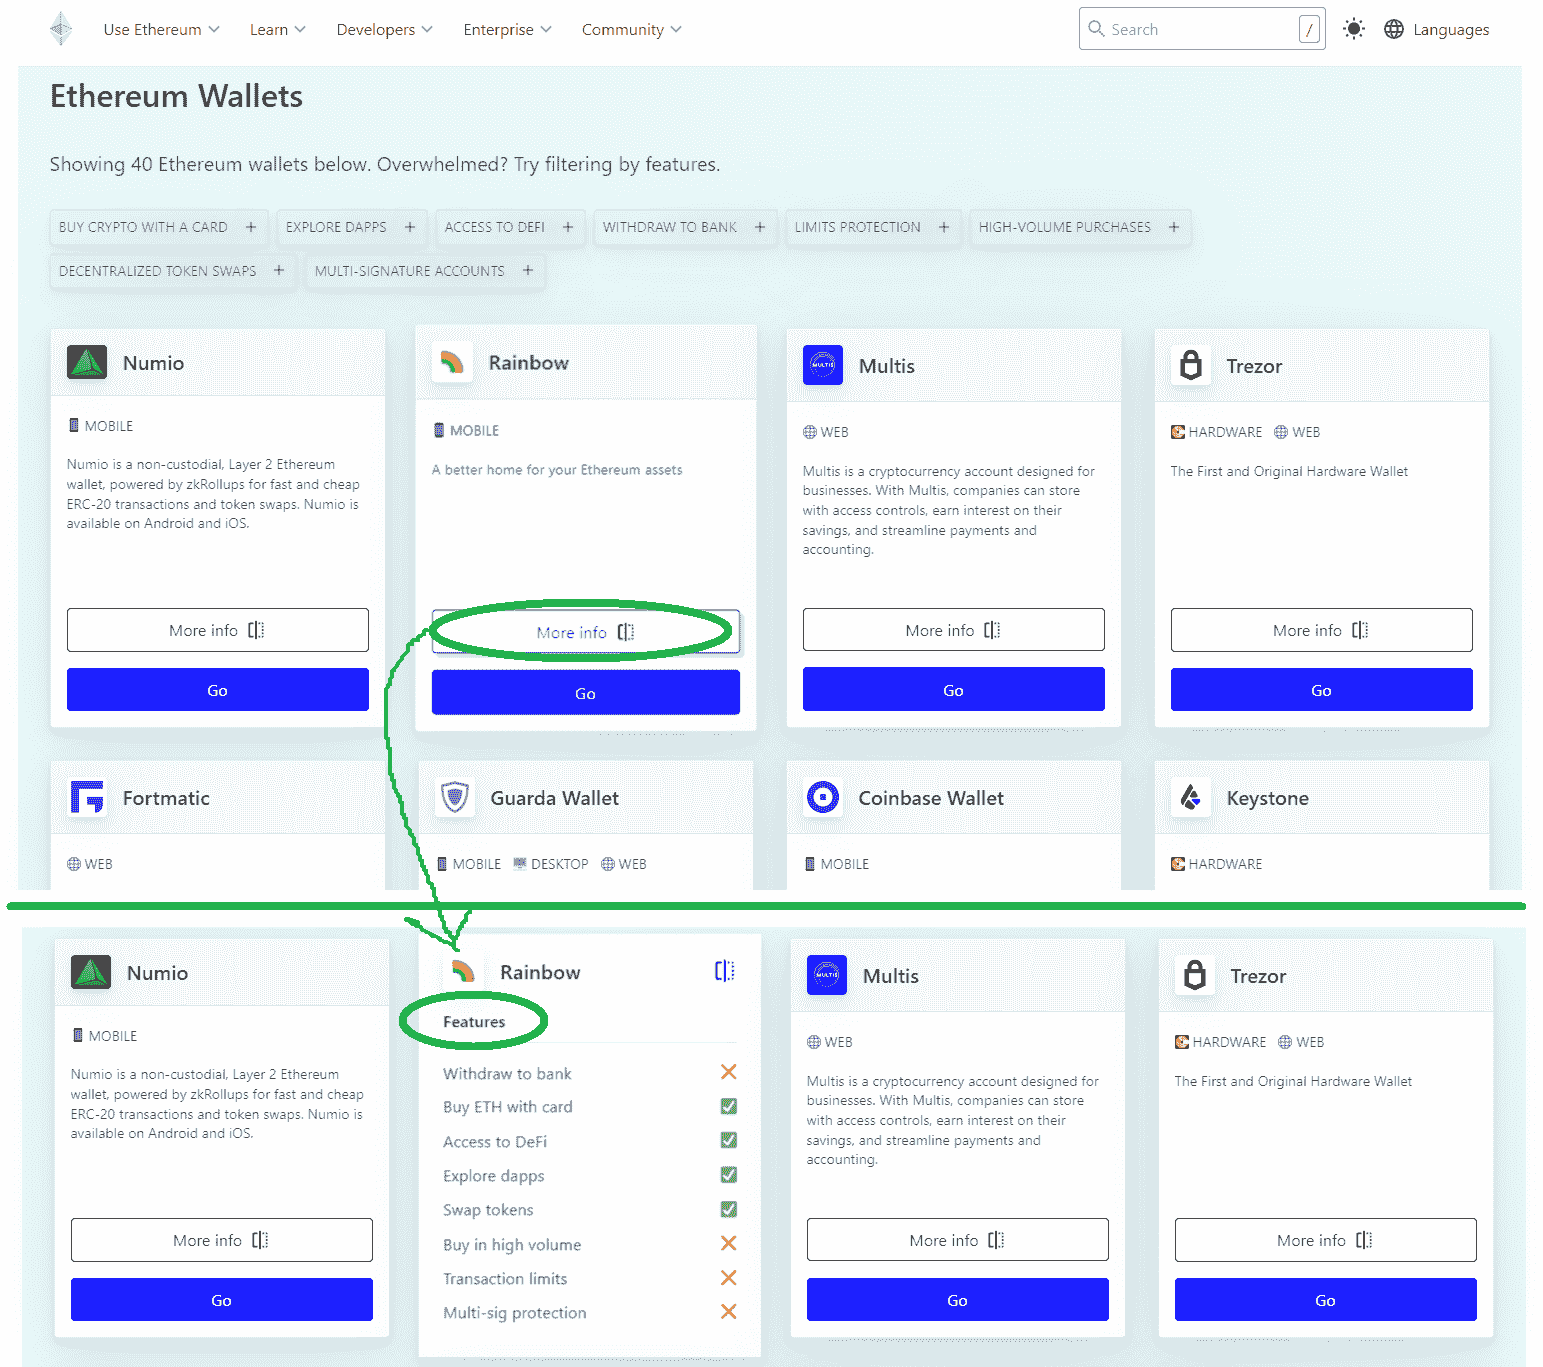 Use Ethereum Learn Developers Enterprise Community Search / Languages
Ethereum Wallets
Showing 40 Ethereum wallets below. Overwhelmed? Try filtering by features.
BUY CRYPTO WITH A CARD + EXPLORE DAPPS + ACCESS TO DEFI + WITHDRAW TO BANK + LIMITS PROTECTION + HIGH-VOLUME PURCHASES +
DECENTRALIZED TOKEN SWAPS + MULTI-SIGNATURE ACCOUNTS +
Numio
MOBILE
Numio is a non-custodial, Layer 2 Ethereum
wallet, powered by zkRollups for fast and cheap
ERC-20 transactions and token swaps. Numio is
available on Android and iOS.
More info
Go
Rainbow
MOBILE
A better home for your Ethereum assets
More info
Go
MULTIS
Multis
WEB
Multis is a cryptocurrency account designed for
businesses. With Multis, companies can store
with access controls, earn interest on their
savings, and streamline payments and
accounting.
More info
Go
Trezor
HARDWARE WEB
The First and Original Hardware Wallet
More info
Go
Fortmatic
WEB
Guarda Wallet
MOBILE DESKTOP WEB
Coinbase Wallet
MOBILE
Keystone
HARDWARE
Numio
MOBILE
Numio is a non-custodial, Layer 2 Ethereum
wallet, powered by zkRollups for fast and cheap
ERC-20 transactions and token swaps. Numio is
available on Android and iOS.
More info
Go
Rainbow
Features
Withdraw to bank
Buy ETH with card
Access to DeFi
Explore dapps
Swap tokens
Buy in high volume
Transaction limits
Multi-sig protection
MULTIS
Multis
WEB
Multis is a cryptocurrency account designed for
businesses. With Multis, companies can store
with access controls, earn interest on their
savings, and streamline payments and
accounting.
More info
Go
Trezor
HARDWARE WEB
The First and Original Hardware Wallet
More info
Go